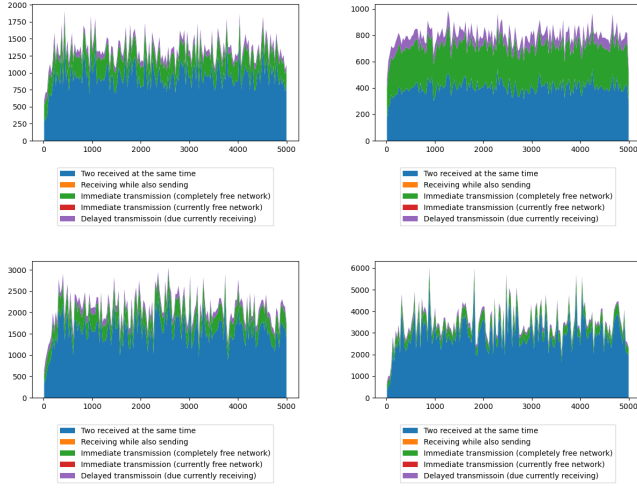 2000
1750
1500
1250
1000
750
500
250
0
0 1000 2000 3000 4000 5000
Two received at the same time
Receiving while also sending
Immediate transmission (completely free network)
Immediate transmission (currently free network)
Delayed transmissoin (due currently receiving)
1000
800
600
400
200
0
0 1000 2000 3000 4000 5000
Two received at the same time
Receiving while also sending
Immediate transmission (completely free network)
Immediate transmission (currently free network)
Delayed transmissoin (due currently receiving)
3000
2500
2000
1500
1000
500
0
0 1000 2000 3000 4000 5000
Two received at the same time
Receiving while also sending
Immediate transmission (completely free network)
Immediate transmission (currently free network)
Delayed transmissoin (due currently receiving)
6000
5000
4000
3000
2000
1000
0
0 1000 2000 3000 4000 5000
Two received at the same time
Receiving while also sending
Immediate transmission (completely free network)
Immediate transmission (currently free network)
Delayed transmissoin (due currently receiving)